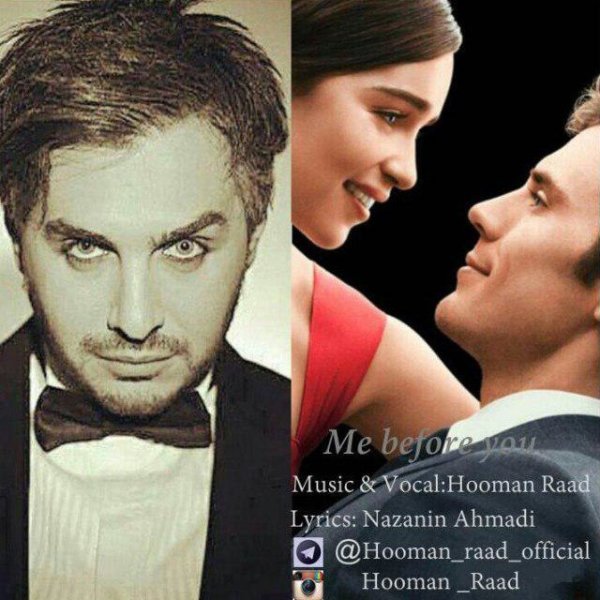 Me before you
Music & Vocal:Hooman Raad
Lyrics: Nazanin Ahmadi
@Hooman_raad_official
Hooman _Raad